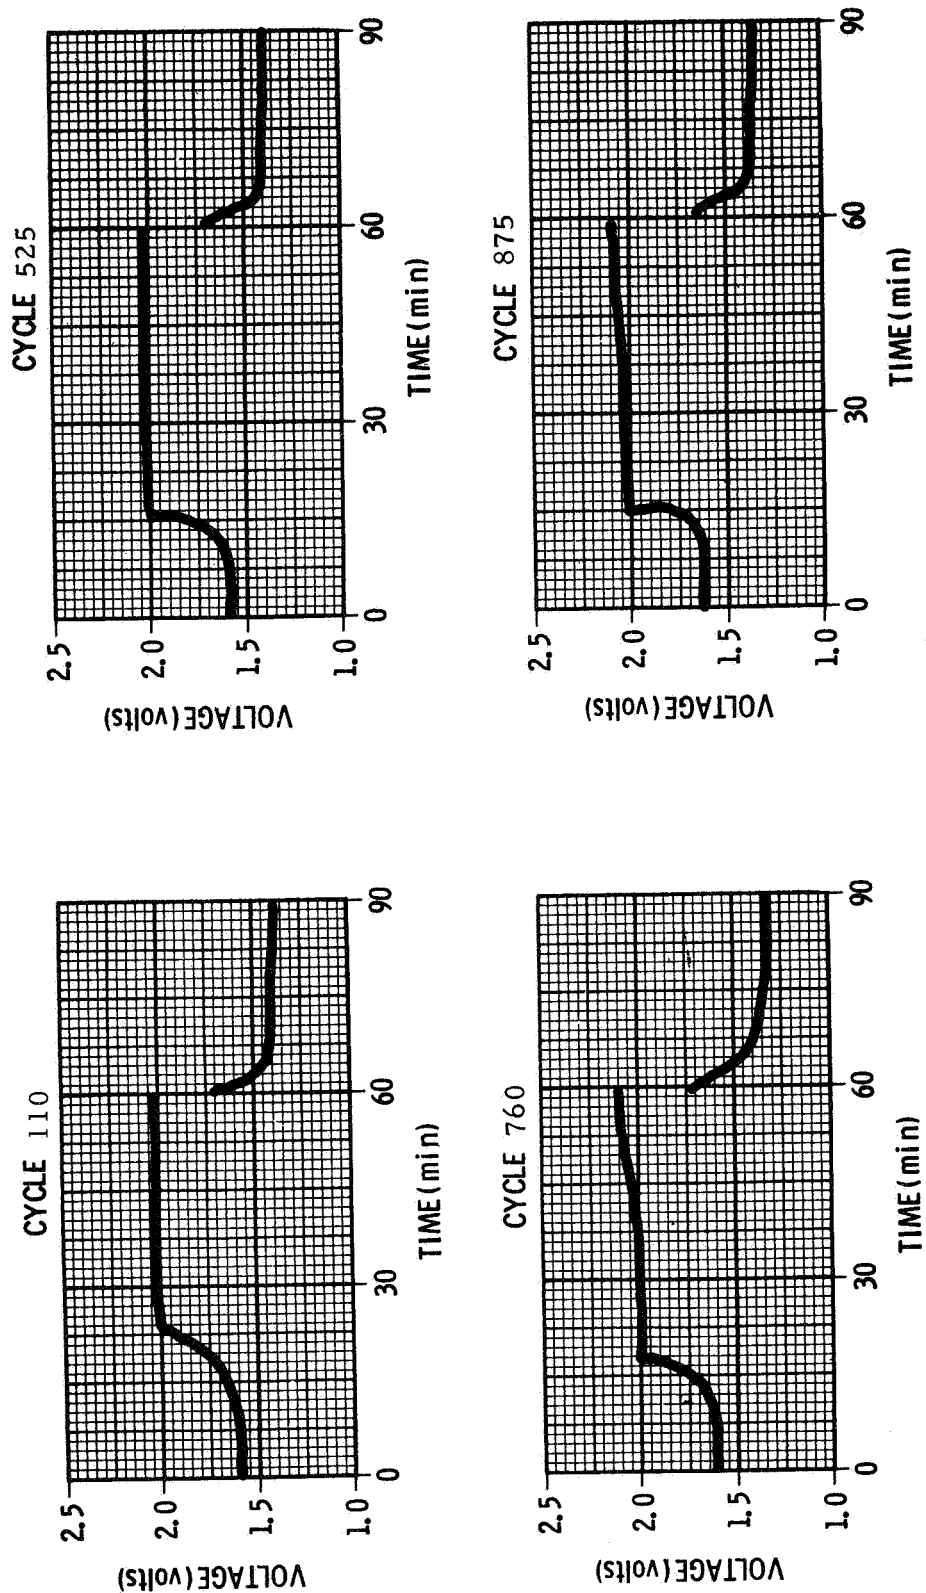 CYCLE 110
VOLTAGE (volts)
2.5
2.0
1.5
1.0
0
30
60
90
TIME (min)
CYCLE 525
VOLTAGE (volts)
2.5
2.0
1.5
1.0
0
30
60
90
TIME (min)
CYCLE 760
VOLTAGE (volts)
2.5
2.0
1.5
1.0
0
30
60
90
TIME (min)
CYCLE 875
VOLTAGE (volts)
2.5
2.0
1.5
1.0
0
30
60
90
TIME (min)